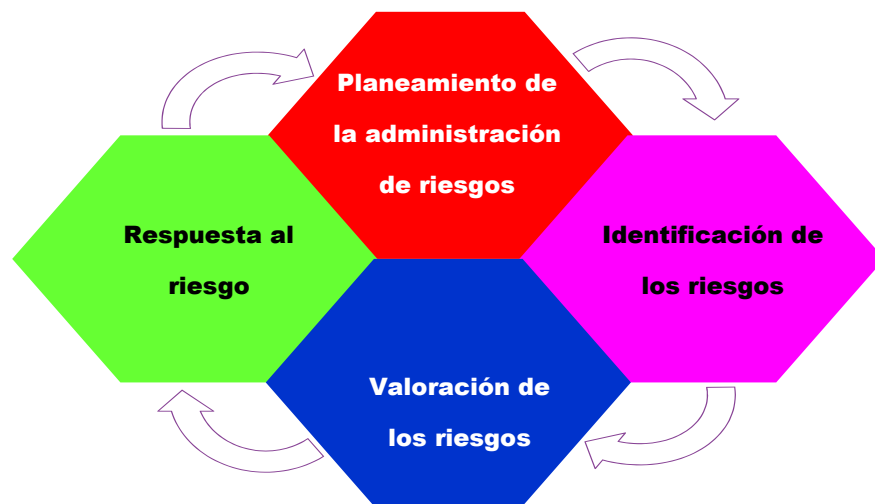 Planeamiento de
la administración
de riesgos
Respuesta al
riesgo
Identificación de
los riesgos
Valoración de
los riesgos